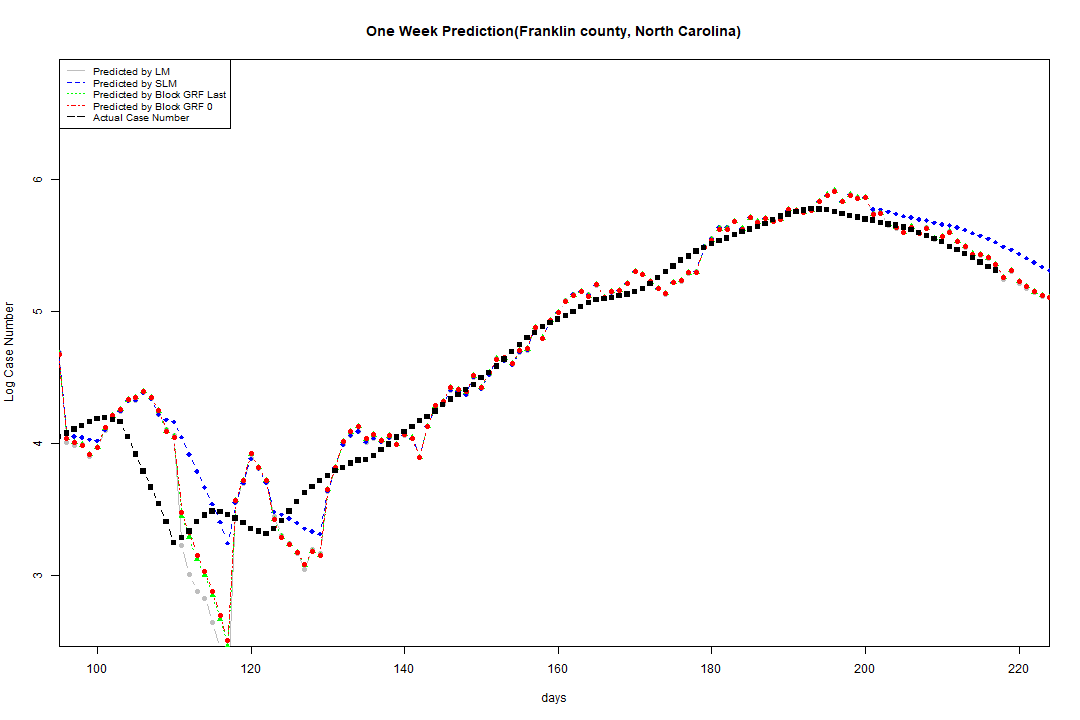 One Week Prediction(Franklin county, North Carolina)
Predicted by LM
Predicted by SLM
Predicted by Block GRF Last
Predicted by Block GRF 0
Actual Case Number
6
5
4
3
Log Case Number
100 120 140 160 180 200 220
days